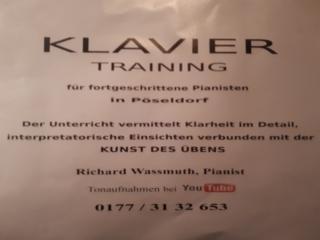 KLAVIER
TRAINING
für fortgeschrittene Pianisten
in Pöseldorf
Der Unterricht vermittelt Klarheit im Detail,
interpretatorische Einsichten verbunden mit der
KUNST DES ÜBENS
Richard Wassmuth, Pianist
Tonaufnahmen bei YouTube
0177 / 31 32 653